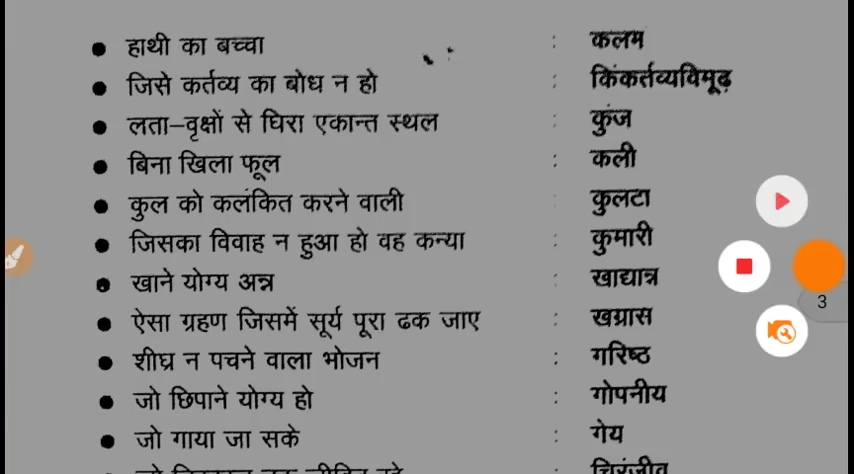 • हाथी का बच्चा : कलम
• जिसे कर्तव्य का बोध न हो : किंकर्तव्यविमूढ़
• लता–वृक्षों से घिरा एकान्त स्थल : कुंज
• बिना खिला फूल : कली
• कुल को कलंकित करने वाली : कुलटा
• जिसका विवाह न हुआ हो वह कन्या : कुमारी
• खाने योग्य अन्न : खाद्यान्न
• ऐसा ग्रहण जिसमें सूर्य पूरा ढक जाए : खग्रास
• शीघ्र न पचने वाला भोजन : गरिष्ठ
• जो छिपाने योग्य हो : गोपनीय
• जो गाया जा सके : गेय
चिरंजीव
3